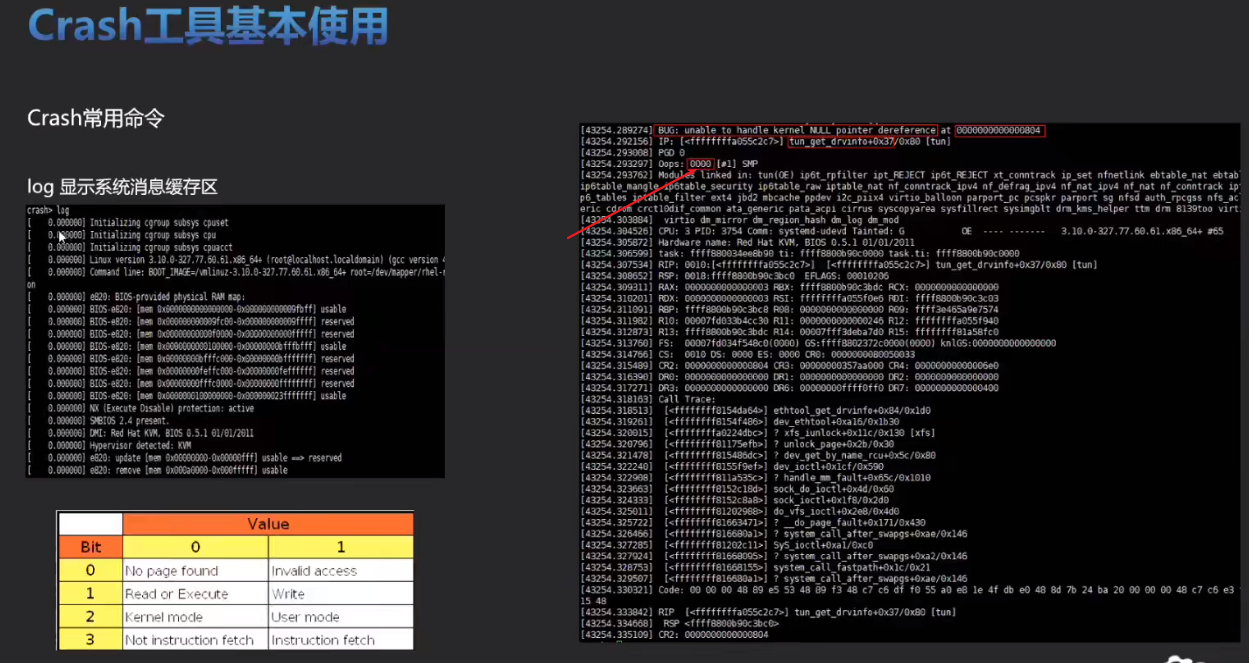 Crash工具基本使用
Crash常用命令
log 显示系统消息缓存区
crash> log
[    0.000000] Initializing cgroup subsys cpuset
[    0.000000] Initializing cgroup subsys cpu
[    0.000000] Initializing cgroup subsys cpuacct
[    0.000000] Linux version 3.10.0-327.77.60.61.x86_64+ (root@localhost.localdomain) (gcc version 4
[    0.000000] Command line: BOOT_IMAGE=/vmlinuz-3.10.0-327.77.60.61.x86_64+ root=/dev/mapper/rhel-r
on
[    0.000000] e820: BIOS-provided physical RAM map:
[    0.000000] BIOS-e820: [mem 0x0000000000000000-0x000000000009fbff] usable
[    0.000000] BIOS-e820: [mem 0x000000000009fc00-0x000000000009ffff] reserved
[    0.000000] BIOS-e820: [mem 0x00000000000f0000-0x00000000000fffff] reserved
[    0.000000] BIOS-e820: [mem 0x0000000000100000-0x00000000bfffbfff] usable
[    0.000000] BIOS-e820: [mem 0x00000000bfffc000-0x00000000bfffffff] reserved
[    0.000000] BIOS-e820: [mem 0x00000000feffc000-0x00000000feffffff] reserved
[    0.000000] BIOS-e820: [mem 0x00000000fffc0000-0x00000000ffffffff] reserved
[    0.000000] BIOS-e820: [mem 0x0000000100000000-0x000000023fffffff] usable
[    0.000000] NX (Execute Disable) protection: active
[    0.000000] SMBIOS 2.4 present.
[    0.000000] DMI: Red Hat KVM, BIOS 0.5.1 01/01/2011
[    0.000000] Hypervisor detected: KVM
[    0.000000] e820: update [mem 0x00000000-0x00000fff] usable ==> reserved
[    0.000000] e820: remove [mem 0x000a0000-0x000fffff] usable
Value
Bit 0 1
0 No page found Invalid access
1 Read or Execute Write
2 Kernel mode User mode
3 Not instruction fetch Instruction fetch
[43254.289274] BUG: unable to handle kernel NULL pointer dereference at 0000000000000804
[43254.292156] IP: [<ffffffffa055c2c7>] tun_get_drvinfo+0x37/0x80 [tun]
[43254.293008] PGD 0
[43254.293297] Oops: 0000 [#1] SMP
[43254.293762] Modules linked in: tun(OE) ip6t_rpfilter ipt_REJECT ip6t_REJECT xt_conntrack ip_set nfnetlink ebtable_nat ebtab
ip6table_mangle ip6table_security ip6table_raw iptable_nat nf_conntrack_ipv4 nf_defrag_ipv4 nf_nat_ipv4 nf_nat nf_conntrack ip
p6_tables iptable_filter ext4 jbd2 mbcache ppdev i2c_piix4 virtio_balloon parport_pc pcspkr parport sg nfsd auth_rpcgss nfs_ac
eric cdrom crct10dif_common ata_generic pata_acpi cirrus syscopyarea sysfillrect sysimgblt drm_kms_helper ttm drm 8139too virti
[43254.303884]  virtio dm_mirror dm_region_hash dm_log dm_mod
[43254.304526] CPU: 3 PID: 3754 Comm: systemd-udevd Tainted: G           OE  ---- -------   3.10.0-327.77.60.61.x86_64+ #65
[43254.305872] Hardware name: Red Hat KVM, BIOS 0.5.1 01/01/2011
[43254.306599] task: ffff880034ee8b90 ti: ffff8800b90c0000 task.ti: ffff8800b90c0000
[43254.307534] RIP: 0010:[<ffffffffa055c2c7>]  [<ffffffffa055c2c7>] tun_get_drvinfo+0x37/0x80 [tun]
[43254.308652] RSP: 0018:ffff8800b90c3bc0  EFLAGS: 00010206
[43254.309311] RAX: 0000000000000003 RBX: ffff8800b90c3bdc RCX: 0000000000000000
[43254.310201] RDX: 0000000000000003 RSI: ffffffffa055f0e6 RDI: ffff8800b90c3c03
[43254.311091] RBP: ffff8800b90c3bc8 R08: 0000000000000000 R09: ffff3e465a9e7574
[43254.311982] R10: 00007fd033b4cc30 R11: 0000000000000246 R12: ffffffffa055f940
[43254.312873] R13: ffff8800b90c3bdc R14: 00007fff3deba7d0 R15: ffffffff81a58fc0
[43254.313760] FS:  00007fd034f548c0(0000) GS:ffff8802372c0000(0000) knlGS:0000000000000000
[43254.314766] CS:  0010 DS: 0000 ES: 0000 CR0: 0000000080050033
[43254.315489] CR2: 0000000000000804 CR3: 00000000357aa000 CR4: 00000000000006e0
[43254.316390] DR0: 0000000000000000 DR1: 0000000000000000 DR2: 0000000000000000
[43254.317271] DR3: 0000000000000000 DR6: 00000000ffff0ff0 DR7: 0000000000000400
[43254.318163] Call Trace:
[43254.318513]  [<ffffffff8154da64>] ethtool_get_drvinfo+0x84/0x1d0
[43254.319261]  [<ffffffff8154f486>] dev_ethtool+0xa16/0x1b30
[43254.320015]  [<ffffffffa0224dbc>] ? xfs_iunlock+0x11c/0x130 [xfs]
[43254.320796]  [<ffffffff81175efb>] ? unlock_page+0x2b/0x30
[43254.321478]  [<ffffffff815486dc>] ? dev_get_by_name_rcu+0x5c/0x80
[43254.322240]  [<ffffffff8155f9ef>] dev_ioctl+0x1cf/0x590
[43254.322908]  [<ffffffff811a535c>] ? handle_mm_fault+0x65c/0x1010
[43254.323663]  [<ffffffff8152c18d>] sock_do_ioctl+0x4d/0x60
[43254.324333]  [<ffffffff8152c8a8>] sock_ioctl+0x1f8/0x2d0
[43254.325011]  [<ffffffff81202988>] do_vfs_ioctl+0x2e8/0x4d0
[43254.325722]  [<ffffffff81663471>] ? __do_page_fault+0x171/0x430
[43254.326466]  [<ffffffff816680a1>] ? system_call_after_swapgs+0xae/0x146
[43254.327285]  [<ffffffff81202c11>] SyS_ioctl+0xa1/0xc0
[43254.327924]  [<ffffffff81668095>] ? system_call_after_swapgs+0xa2/0x146
[43254.328753]  [<ffffffff81668155>] system_call_fastpath+0x1c/0x21
[43254.329507]  [<ffffffff816680a1>] ? system_call_after_swapgs+0xae/0x146
[43254.330321] Code: 00 00 00 48 89 e5 53 48 89 f3 48 c7 c6 df f0 55 a0 e8 1e 4f db e0 48 8d 7b 24 ba 20 00 00 00 48 c7 c6 e3
15 48
[43254.333842] RIP  [<ffffffffa055c2c7>] tun_get_drvinfo+0x37/0x80 [tun]
[43254.334668]  RSP <ffff8800b90c3bc0>
[43254.335109] CR2: 0000000000000804